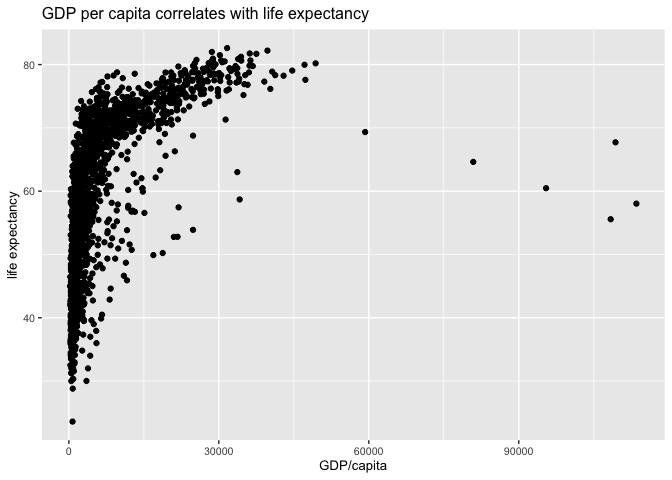 GDP per capita correlates with life expectancy
80
60
40
life expectancy
0 30000 60000 90000
GDP/capita